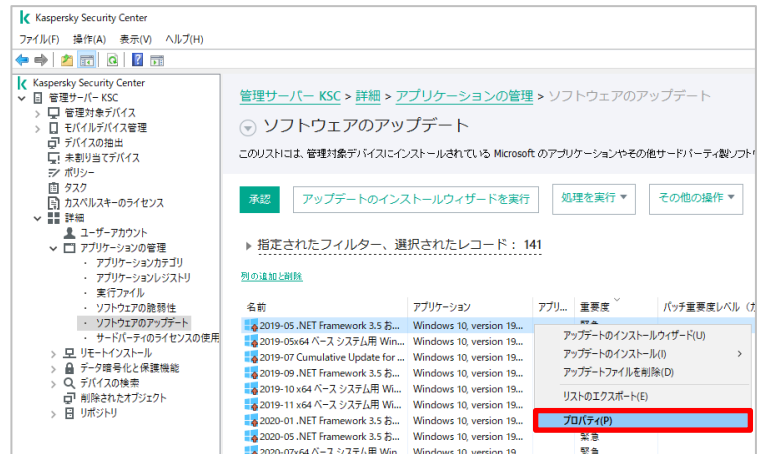 Kaspersky Security Center
ファイル(F) 操作(A) 表示(V) ヘルプ(H)
Kaspersky Security Center
管理サーバー KSC
管理対象デバイス
モバイルデバイス管理
デバイスの抽出
未割り当てデバイス
ポリシー
タスク
カスペルスキーのライセンス
詳細
ユーザーアカウント
アプリケーションの管理
・ アプリケーションカテゴリ
・ アプリケーションレジストリ
・ 実行ファイル
・ ソフトウェアの脆弱性
・ ソフトウェアのアップデート
・ サードパーティのライセンスの使用
リモートインストール
データ暗号化と保護機能
デバイスの検索
削除されたオブジェクト
リポジトリ
管理サーバー KSC > 詳細 > アプリケーションの管理 > ソフトウェアのアップデート
ソフトウェアのアップデート
このリストには、管理対象デバイスにインストールされている Microsoft のアプリケーションやその他サードパーティ製ソフト
承認 アップデートのインストールウィザードを実行 処理を実行 その他の操作
指定されたフィルター、選択されたレコード： 141
列の追加と削除
名前 アプリケーション アプリ... 重要度 パッチ重要度レベル
2019-05 .NET Framework 3.5 お... Windows 10, version 19...
2019-05x64 ベース システム用 Win... Windows 10, version 19...
2019-07 Cumulative Update for ... Windows 10, version 19...
2019-09 .NET Framework 3.5 お... Windows 10, version 19...
2019-10 x64 ベース システム用 Wi... Windows 10, version 19...
2019-11 x64 ベース システム用 Wi... Windows 10, version 19...
2020-01 .NET Framework 3.5 お... Windows 10, version 19...
2020-05 .NET Framework 3.5 お... Windows 10, version 19... 緊急
2020-07x64 ベース システム用 Win... Windows 10, version 19... 緊急
アップデートのインストールウィザード(U)
アップデートのインストール(I)
アップデートファイルを削除(D)
リストのエクスポート(E)
プロパティ(P)